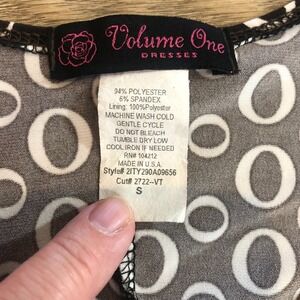 Volume One
DRESSES
94% POLYESTER
6% SPANDEX
Lining: 100%Polyester
MACHINE WASH COLD
GENTLE CYCLE
DO NOT BLEACH
TUMBLE DRY LOW
COOL IRON IF NEEDED
RN# 104212
MADE IN U.S.A.
Style# 2ITY290A09656
Cut# 2722--VT
S